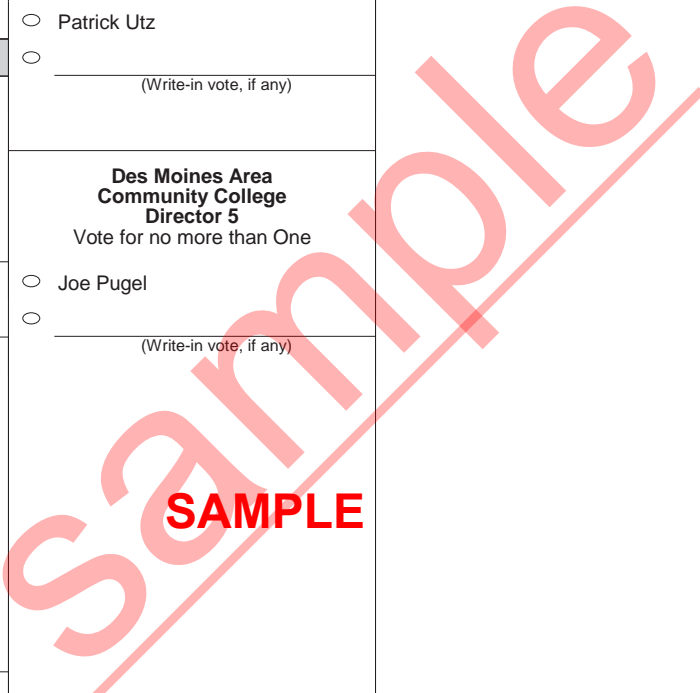 Patrick Utz
(Write-in vote, if any)
Des Moines Area
Community College
Director 5
Vote for no more than One
Joe Pugel
(Write-in vote, if any)
SAMPLE
sample